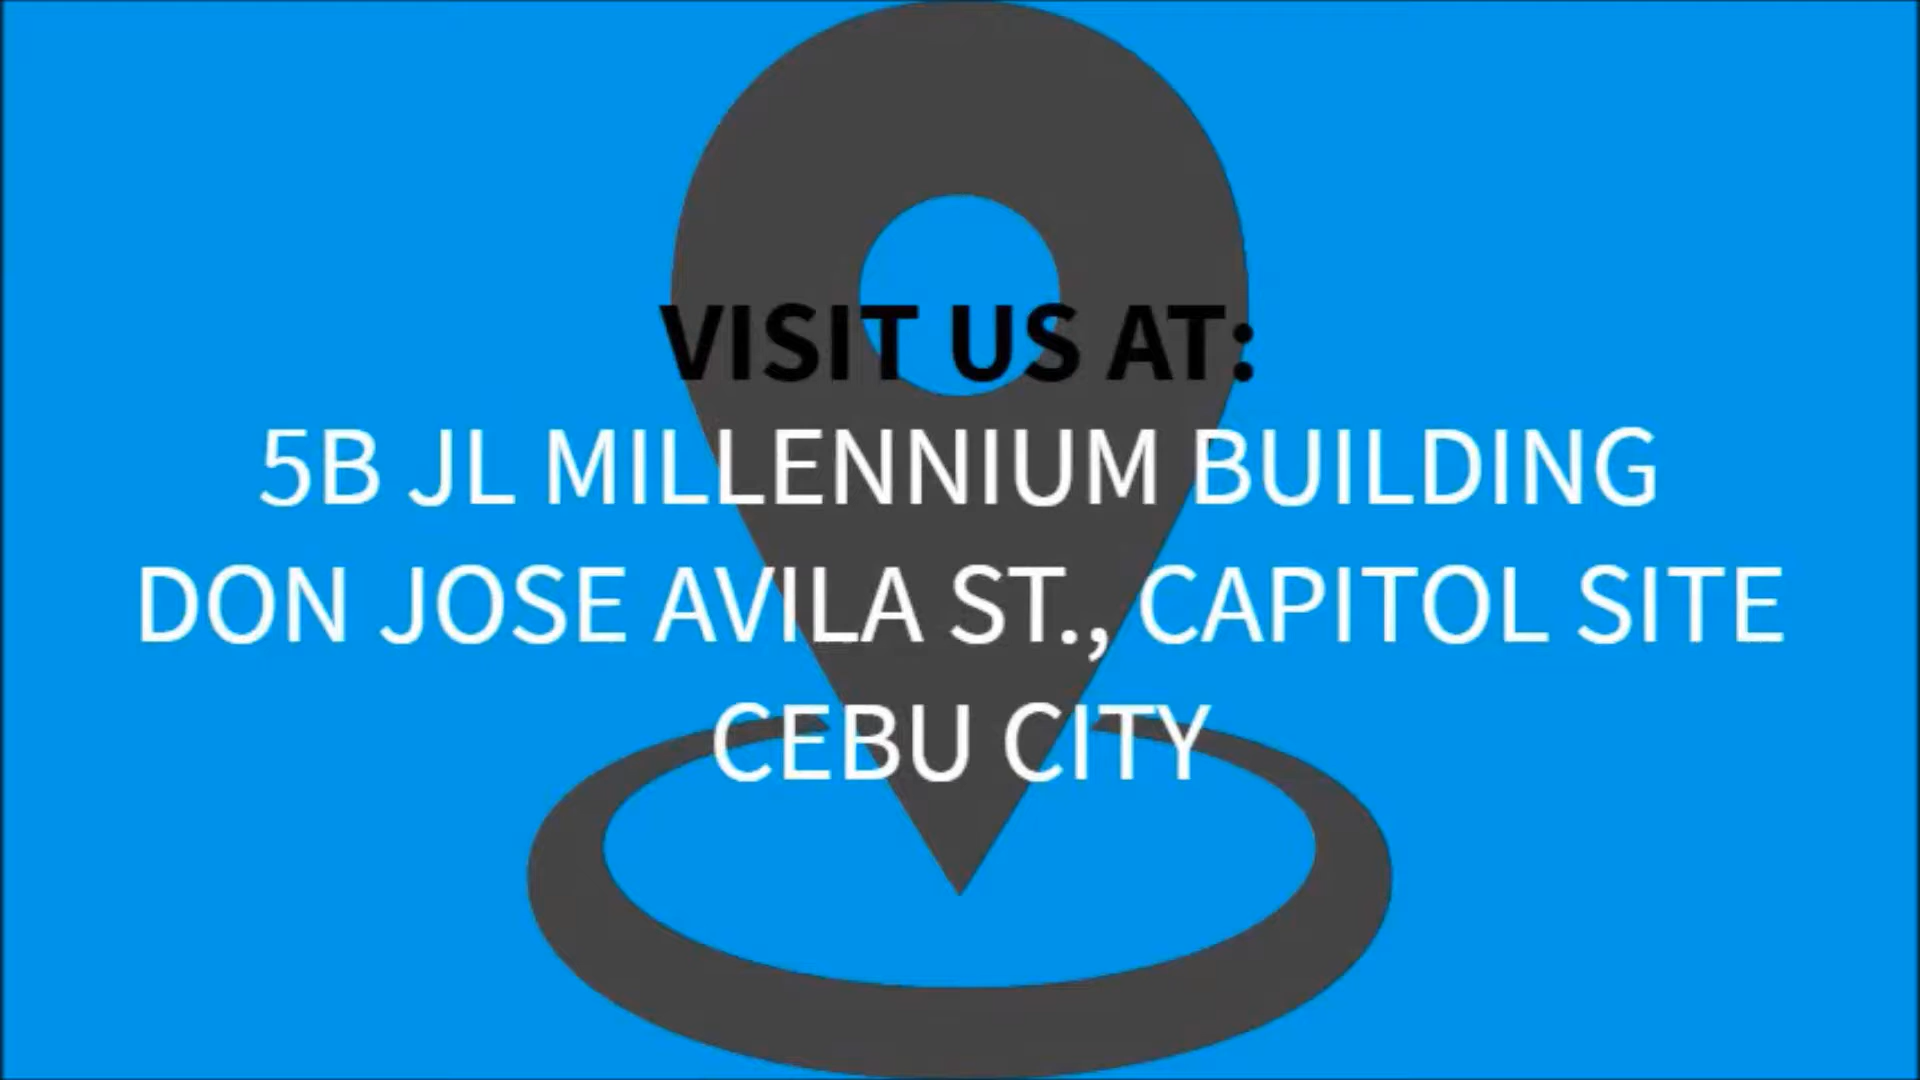 VISIT US AT:
5B JL MILLENNIUM BUILDING
DON JOSE AVILA ST., CAPITOL SITE
CEBU CITY